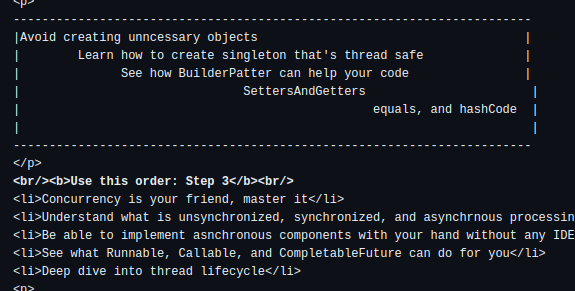 <p>
------------------------------------------------------------------------
|Avoid creating unncessary objects                                     |
|        Learn how to create singleton that's thread safe              |
|              See how BuilderPatter can help your code                |
|                               SettersAndGetters                       |
|                                                 equals, and hashCode  |
|                                                                       |
------------------------------------------------------------------------
</p>
<br/><b>Use this order: Step 3</b><br/>
<li>Concurrency is your friend, master it</li>
<li>Understand what is unsynchronized, synchronized, and asynchrnous processin
<li>Be able to implement asnchronous components with your hand without any IDE
<li>See what Runnable, Callable, and CompletableFuture can do for you</li>
<li>Deep dive into thread lifecycle</li>
<p>